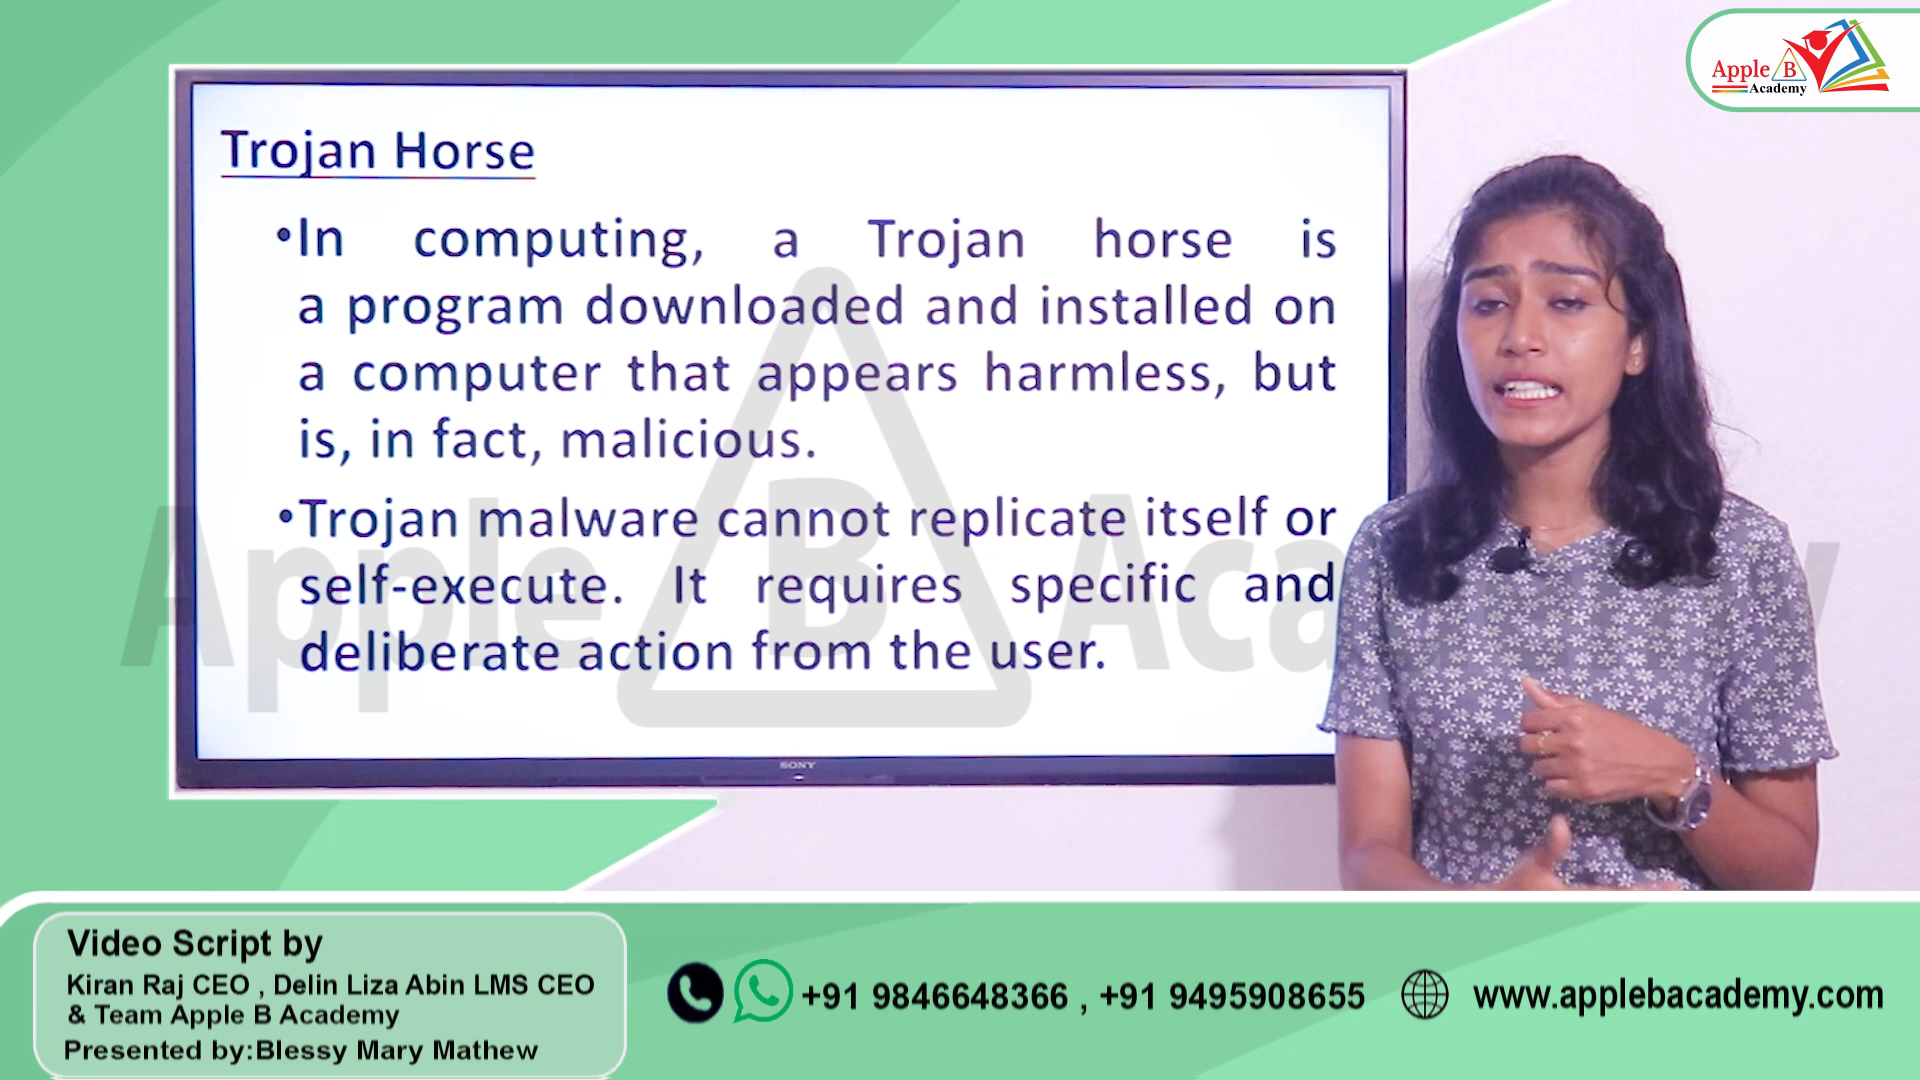 Apple B
Academy
Trojan Horse
•In computing, a Trojan horse is
a program downloaded and installed on
a computer that appears harmless, but
is, in fact, malicious.
•Trojan malware cannot replicate itself or
self-execute. It requires specific and
deliberate action from the user.
Apple B Academy
SONY
Video Script by
Kiran Raj CEO , Delin Liza Abin LMS CEO
& Team Apple B Academy
Presented by:Blessy Mary Mathew
+91 9846648366 , +91 9495908655
www.applebacademy.com